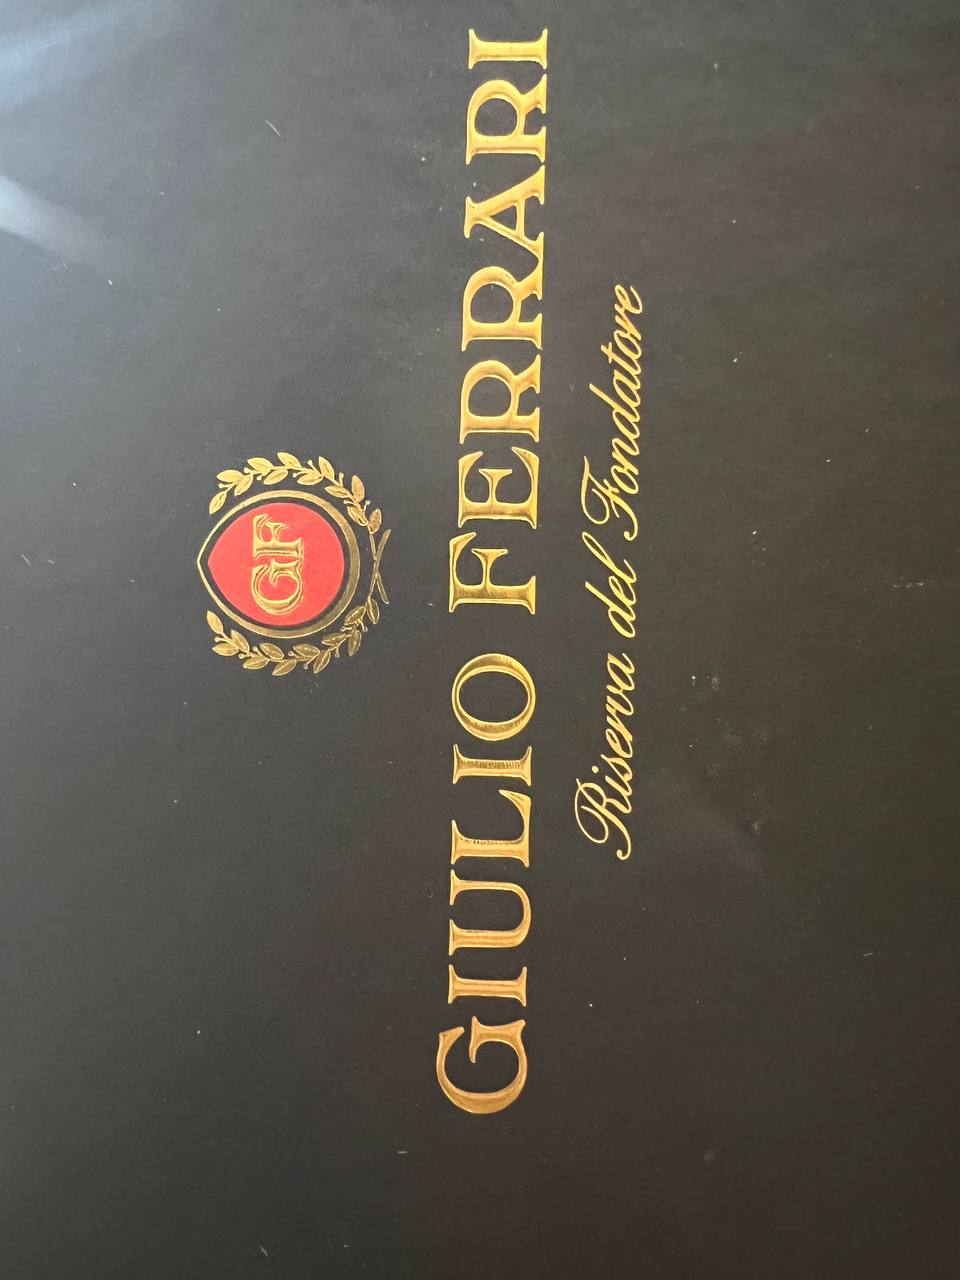 GF
GIULIO FERRARI
Riserva del Fondatore